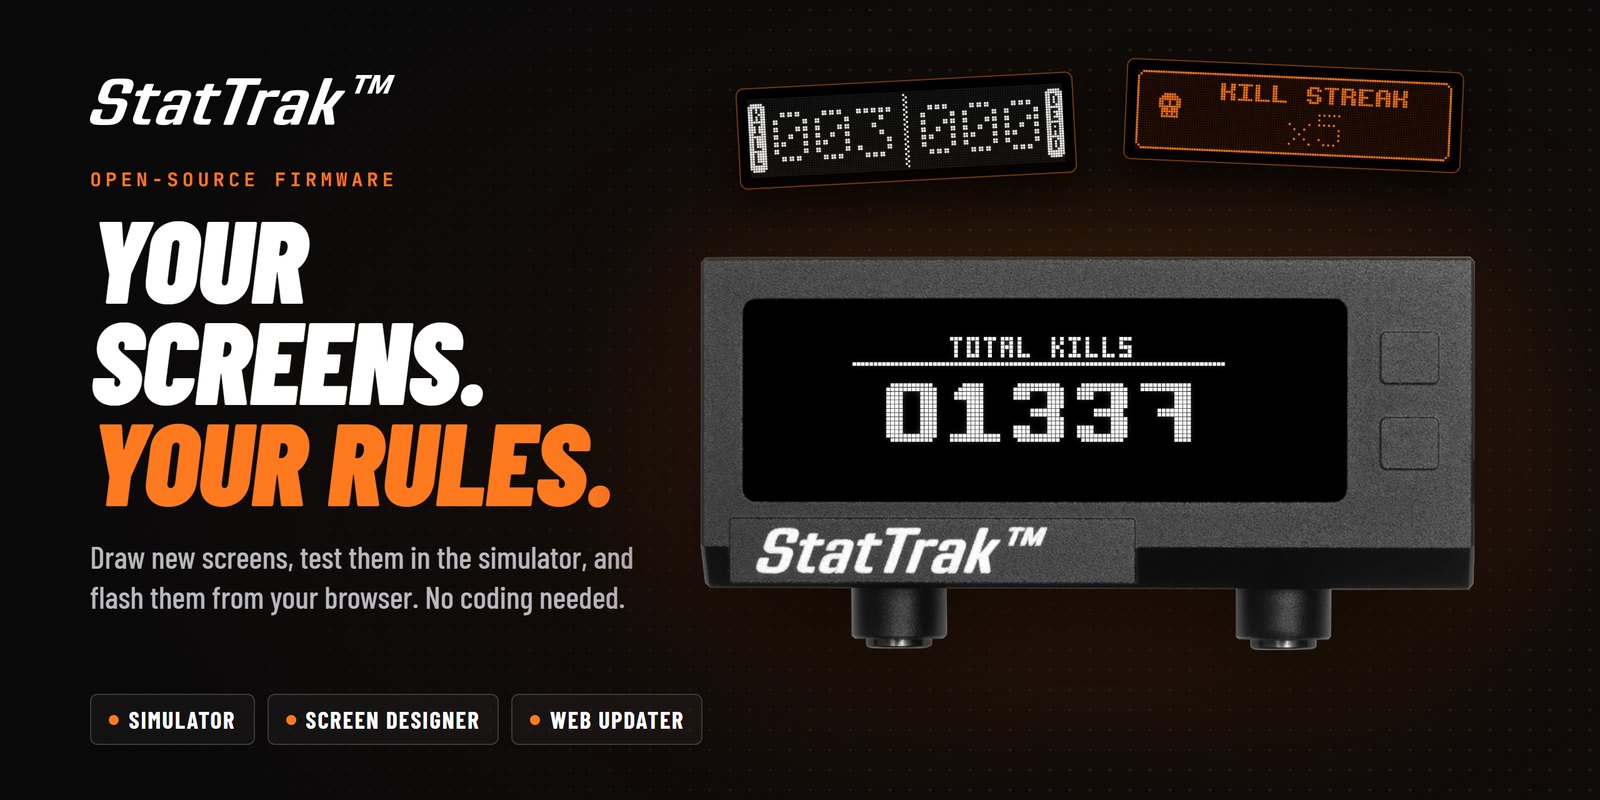 StatTrak™
OPEN-SOURCE FIRMWARE
YOUR
SCREENS.
YOUR RULES.
Draw new screens, test them in the simulator, and
flash them from your browser. No coding needed.
SIMULATOR
SCREEN DESIGNER
WEB UPDATER
003 000
KILL STREAK
x5
TOTAL KILLS
01337
StatTrak™